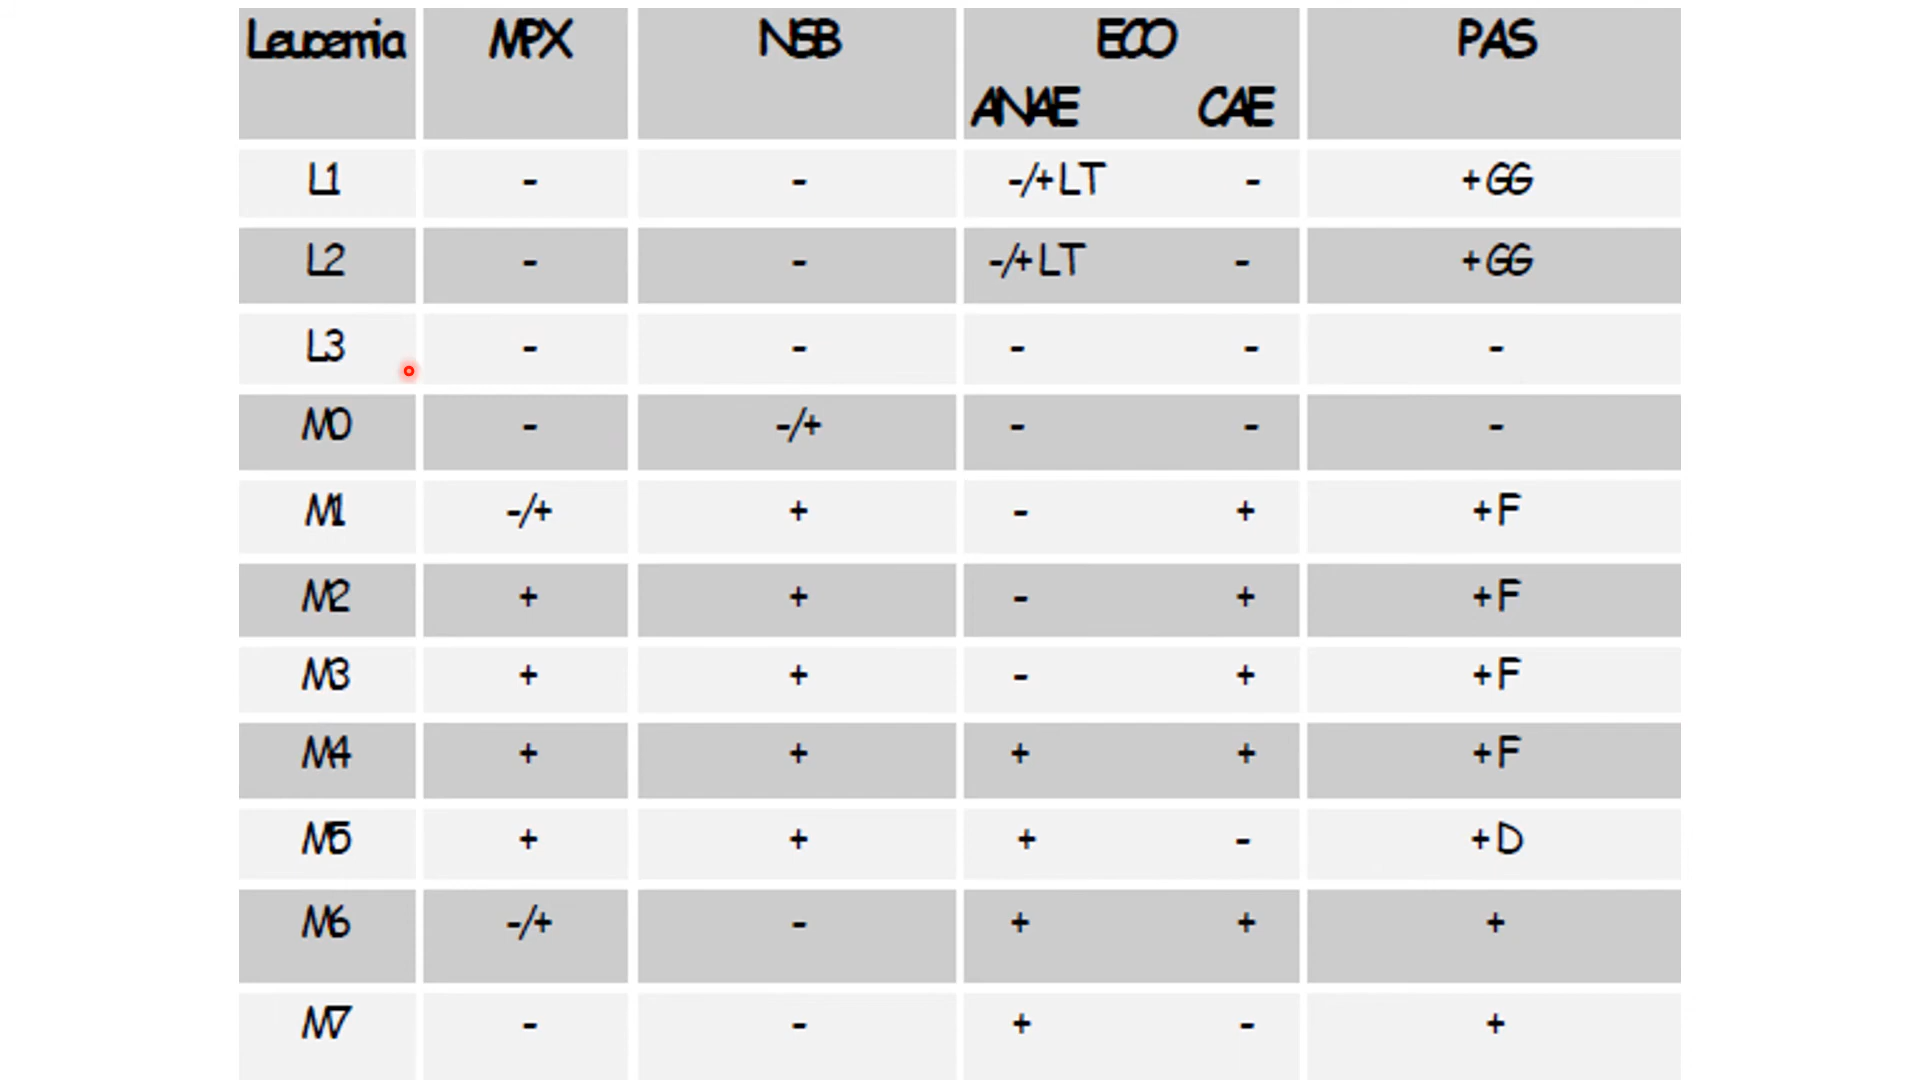 Leucemia MPX NSB ECO PAS
ANAE CAE
L1 - - -/+ LT - + GG
L2 - - -/+ LT - + GG
L3 - - - - -
M0 - -/+ - - -
M1 -/+ + - + + F
M2 + + - + + F
M3 + + - + + F
M4 + + + + + F
M5 + + + - + D
M6 -/+ - + + +
M7 - - + - +